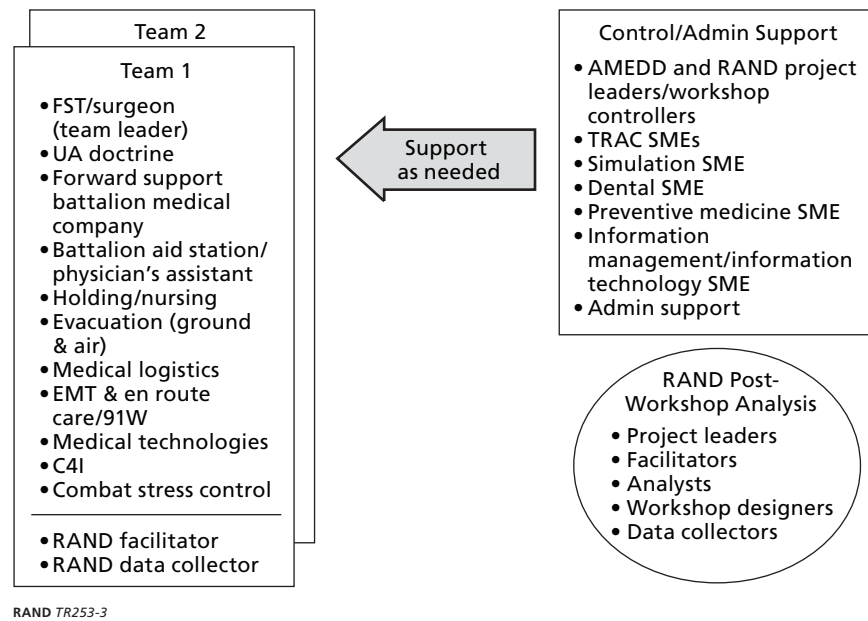 Team 2
Team 1
• FST/surgeon
(team leader)
• UA doctrine
• Forward support
battalion medical
company
• Battalion aid station/
physician’s assistant
• Holding/nursing
• Evacuation (ground
& air)
• Medical logistics
• EMT & en route
care/91W
• Medical technologies
• C4I
• Combat stress control
• RAND facilitator
• RAND data collector
Support
as needed
Control/Admin Support
• AMEDD and RAND project
leaders/workshop
controllers
• TRAC SMEs
• Simulation SME
• Dental SME
• Preventive medicine SME
• Information
management/information
technology SME
• Admin support
RAND Post-
Workshop Analysis
• Project leaders
• Facilitators
• Analysts
• Workshop designers
• Data collectors
RAND TR253-3